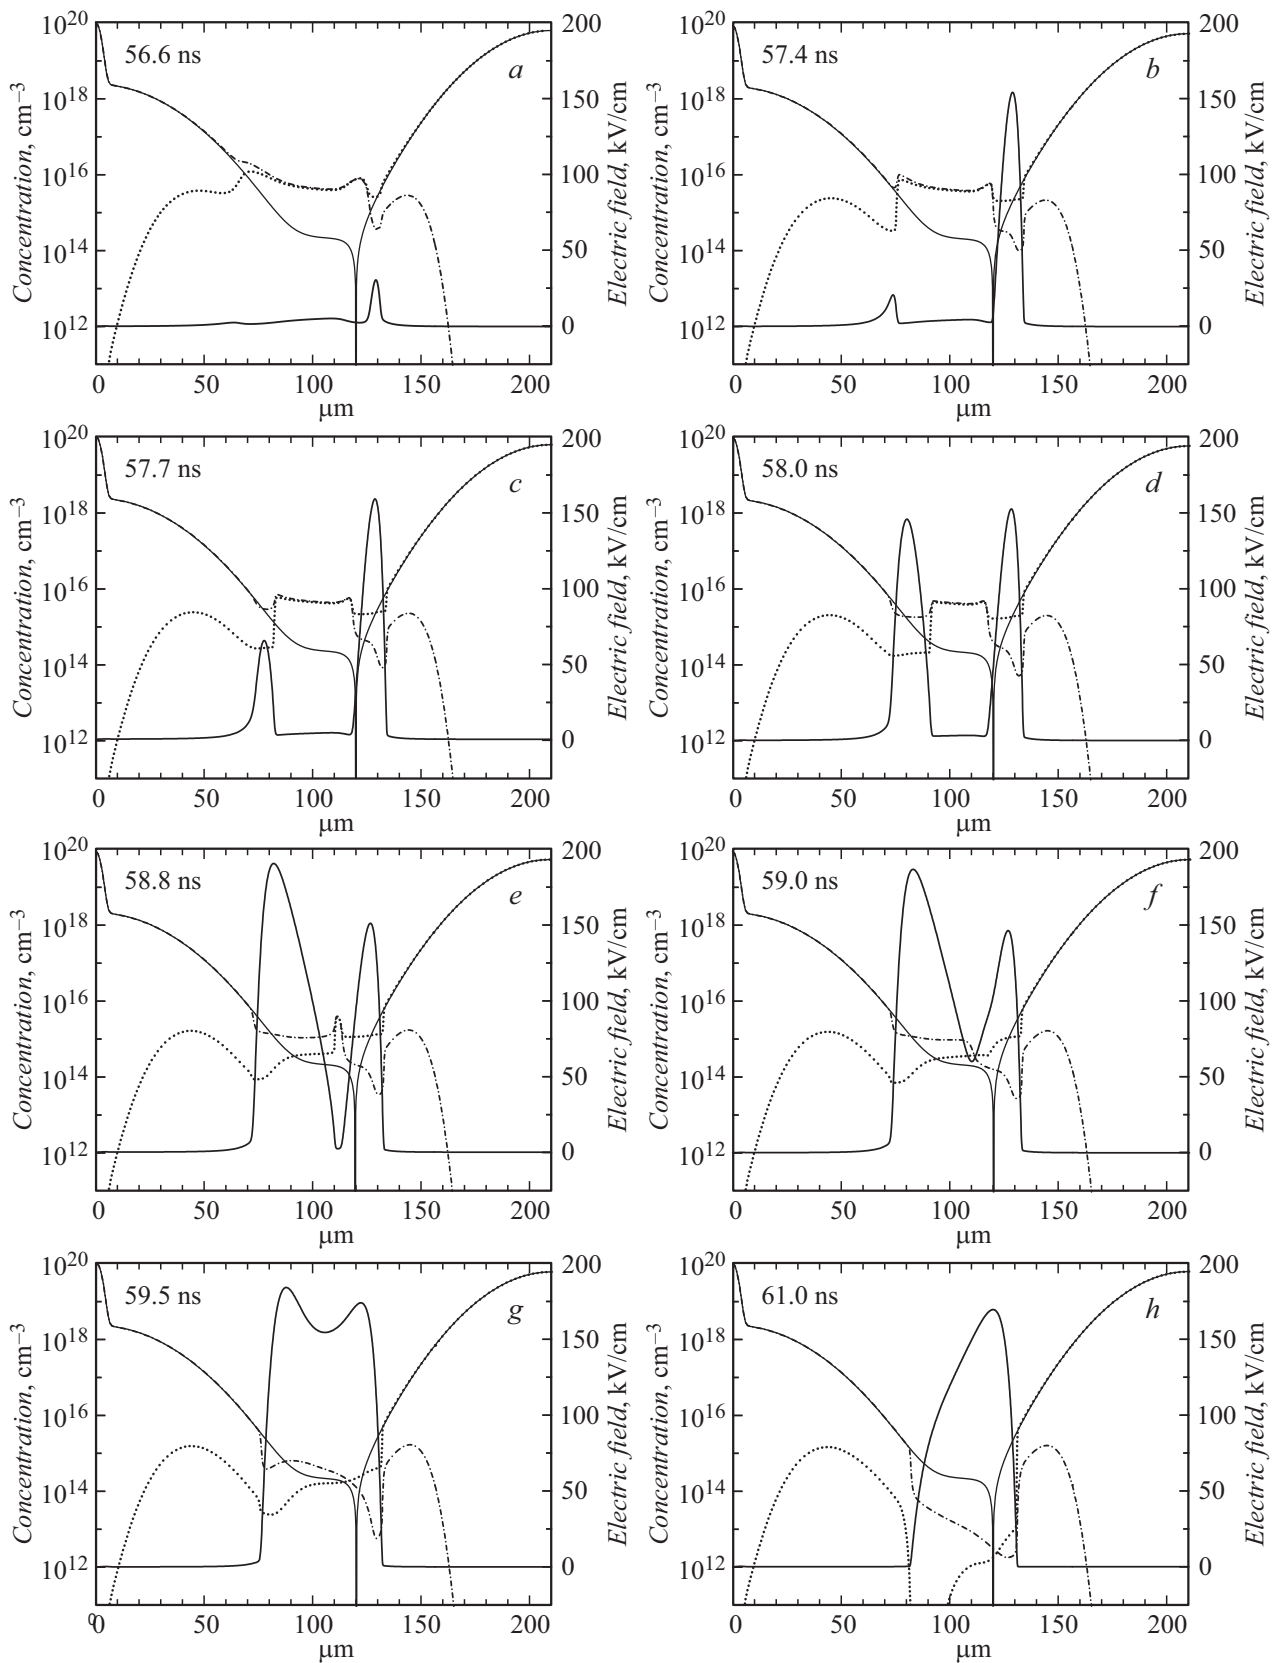 10^20 200 10^20 200
56.6 ns a 57.4 ns b
10^18 150 10^18 150
10^16 100 10^16 100
10^14 50 10^14 50
10^12 0 10^12 0
Concentration, cm^−3 Electric field, kV/cm Concentration, cm^−3 Electric field, kV/cm
0 50 100 150 200 0 50 100 150 200
μm μm
10^20 200 10^20 200
57.7 ns c 58.0 ns d
10^18 150 10^18 150
10^16 100 10^16 100
10^14 50 10^14 50
10^12 0 10^12 0
Concentration, cm^−3 Electric field, kV/cm Concentration, cm^−3 Electric field, kV/cm
0 50 100 150 200 0 50 100 150 200
μm μm
10^20 200 10^20 200
58.8 ns e 59.0 ns f
10^18 150 10^18 150
10^16 100 10^16 100
10^14 50 10^14 50
10^12 0 10^12 0
Concentration, cm^−3 Electric field, kV/cm Concentration, cm^−3 Electric field, kV/cm
0 50 100 150 200 0 50 100 150 200
μm μm
10^20 200 10^20 200
59.5 ns g 61.0 ns h
10^18 150 10^18 150
10^16 100 10^16 100
10^14 50 10^14 50
10^12 0 10^12 0
Concentration, cm^−3 Electric field, kV/cm Concentration, cm^−3 Electric field, kV/cm
0 50 100 150 200 0 50 100 150 200
μm μm